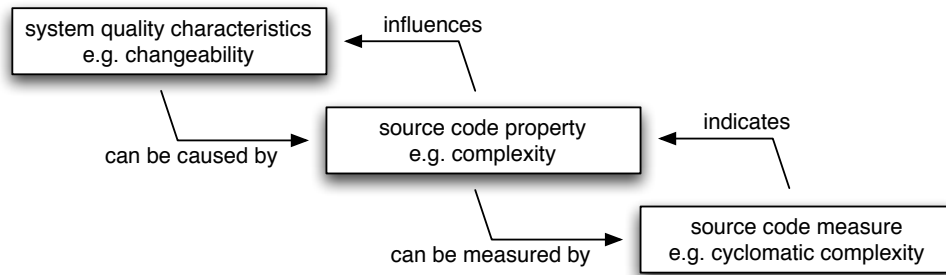 influences
system quality characteristics
e.g. changeability
source code property
e.g. complexity
indicates
can be caused by
source code measure
e.g. cyclomatic complexity
can be measured by